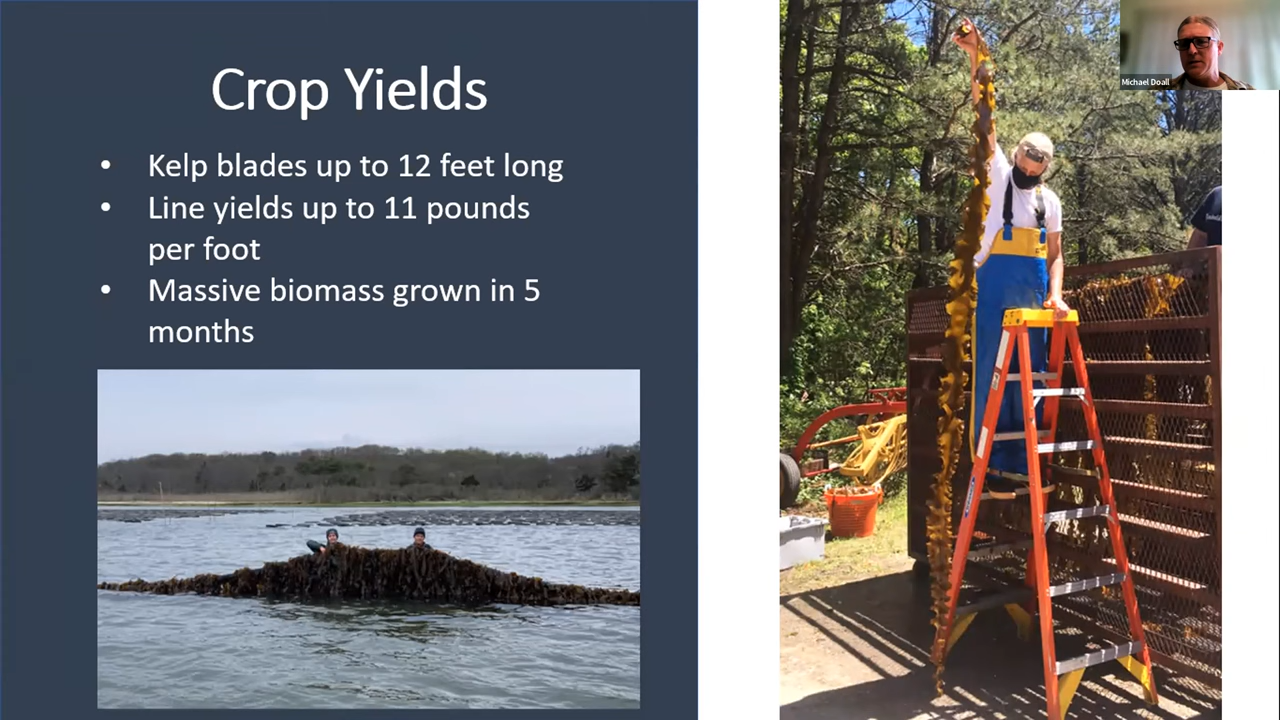 Crop Yields
• Kelp blades up to 12 feet long
• Line yields up to 11 pounds
per foot
• Massive biomass grown in 5
months
Michael Doall